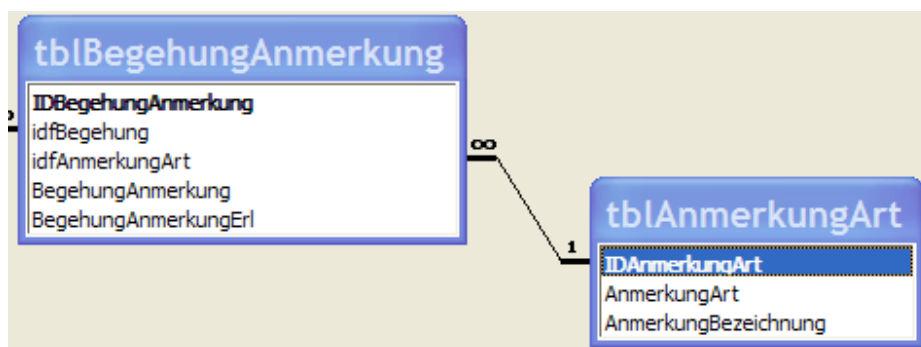 tblBegehungAnmerkung
IDBegehungAnmerkung
idfBegehung
idfAnmerkungArt
BegehungAnmerkung
BegehungAnmerkungErl
∞
1
tblAnmerkungArt
IDAnmerkungArt
AnmerkungArt
AnmerkungBezeichnung